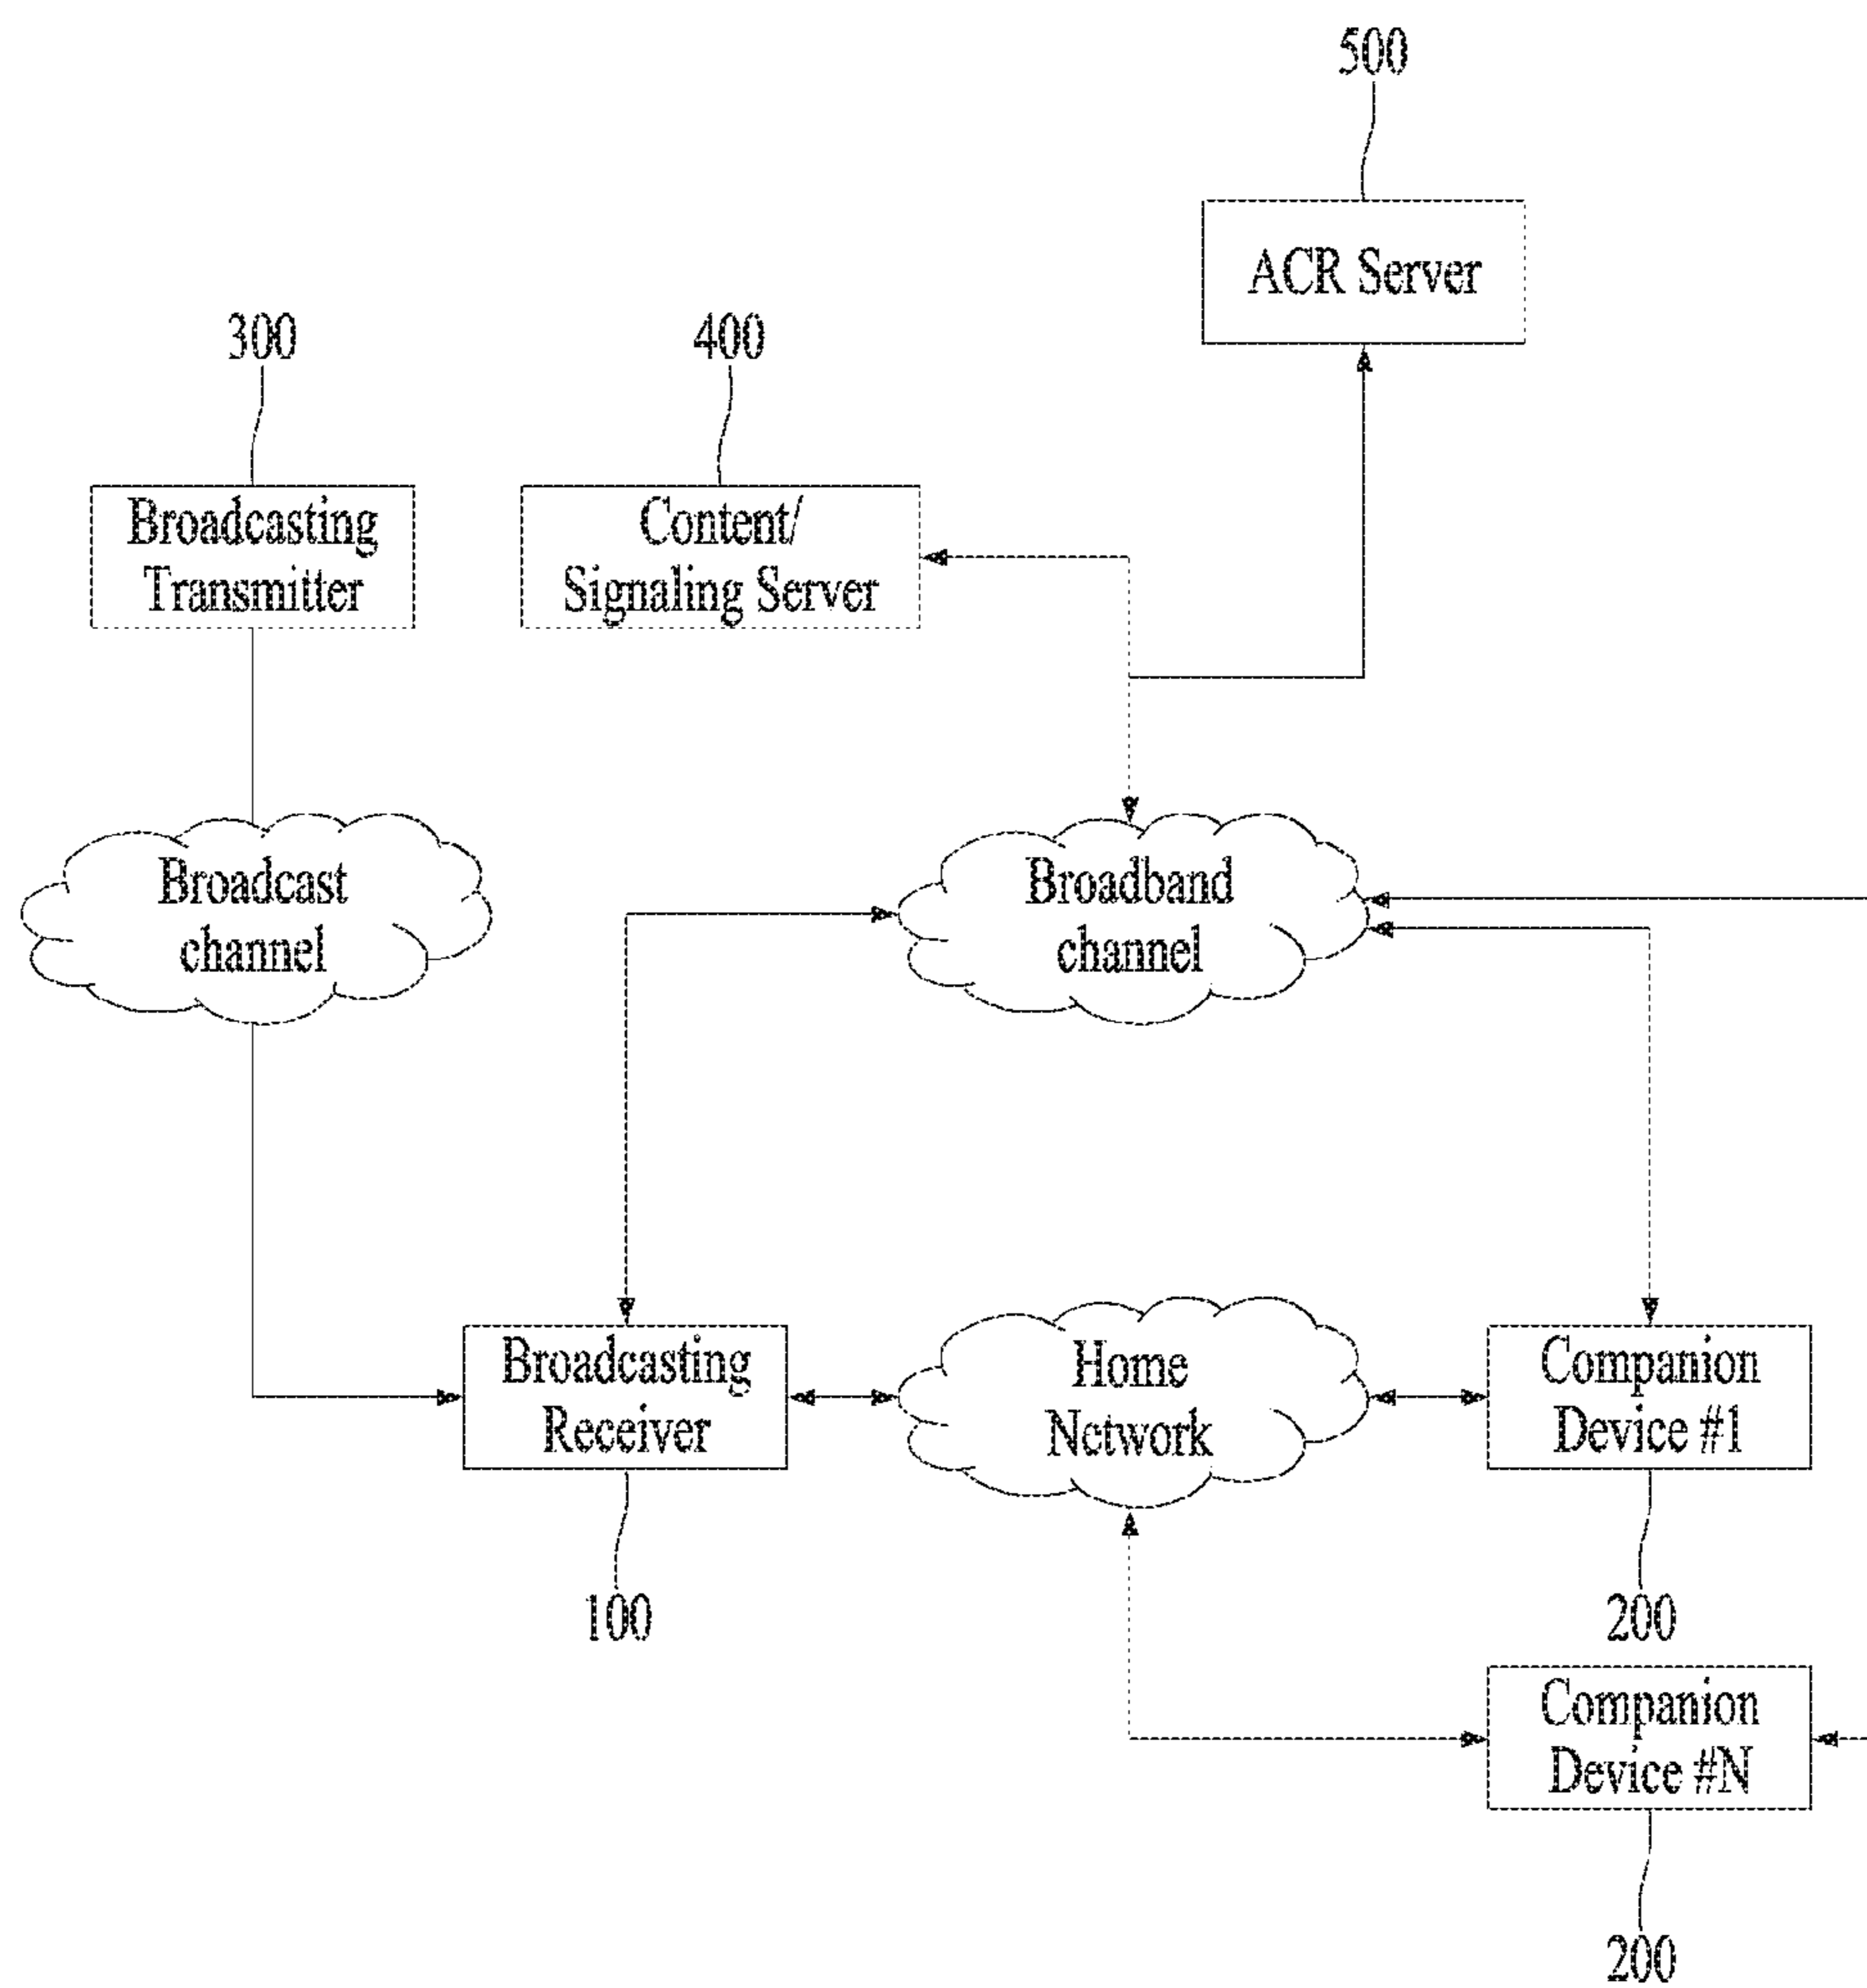 500
ACR Server
300
400
Broadcasting
Transmitter
Content/
Signaling Server
Broadcast
channel
Broadband
channel
Broadcasting
Receiver
Home
Network
Companion
Device #1
100
200
Companion
Device #N
200